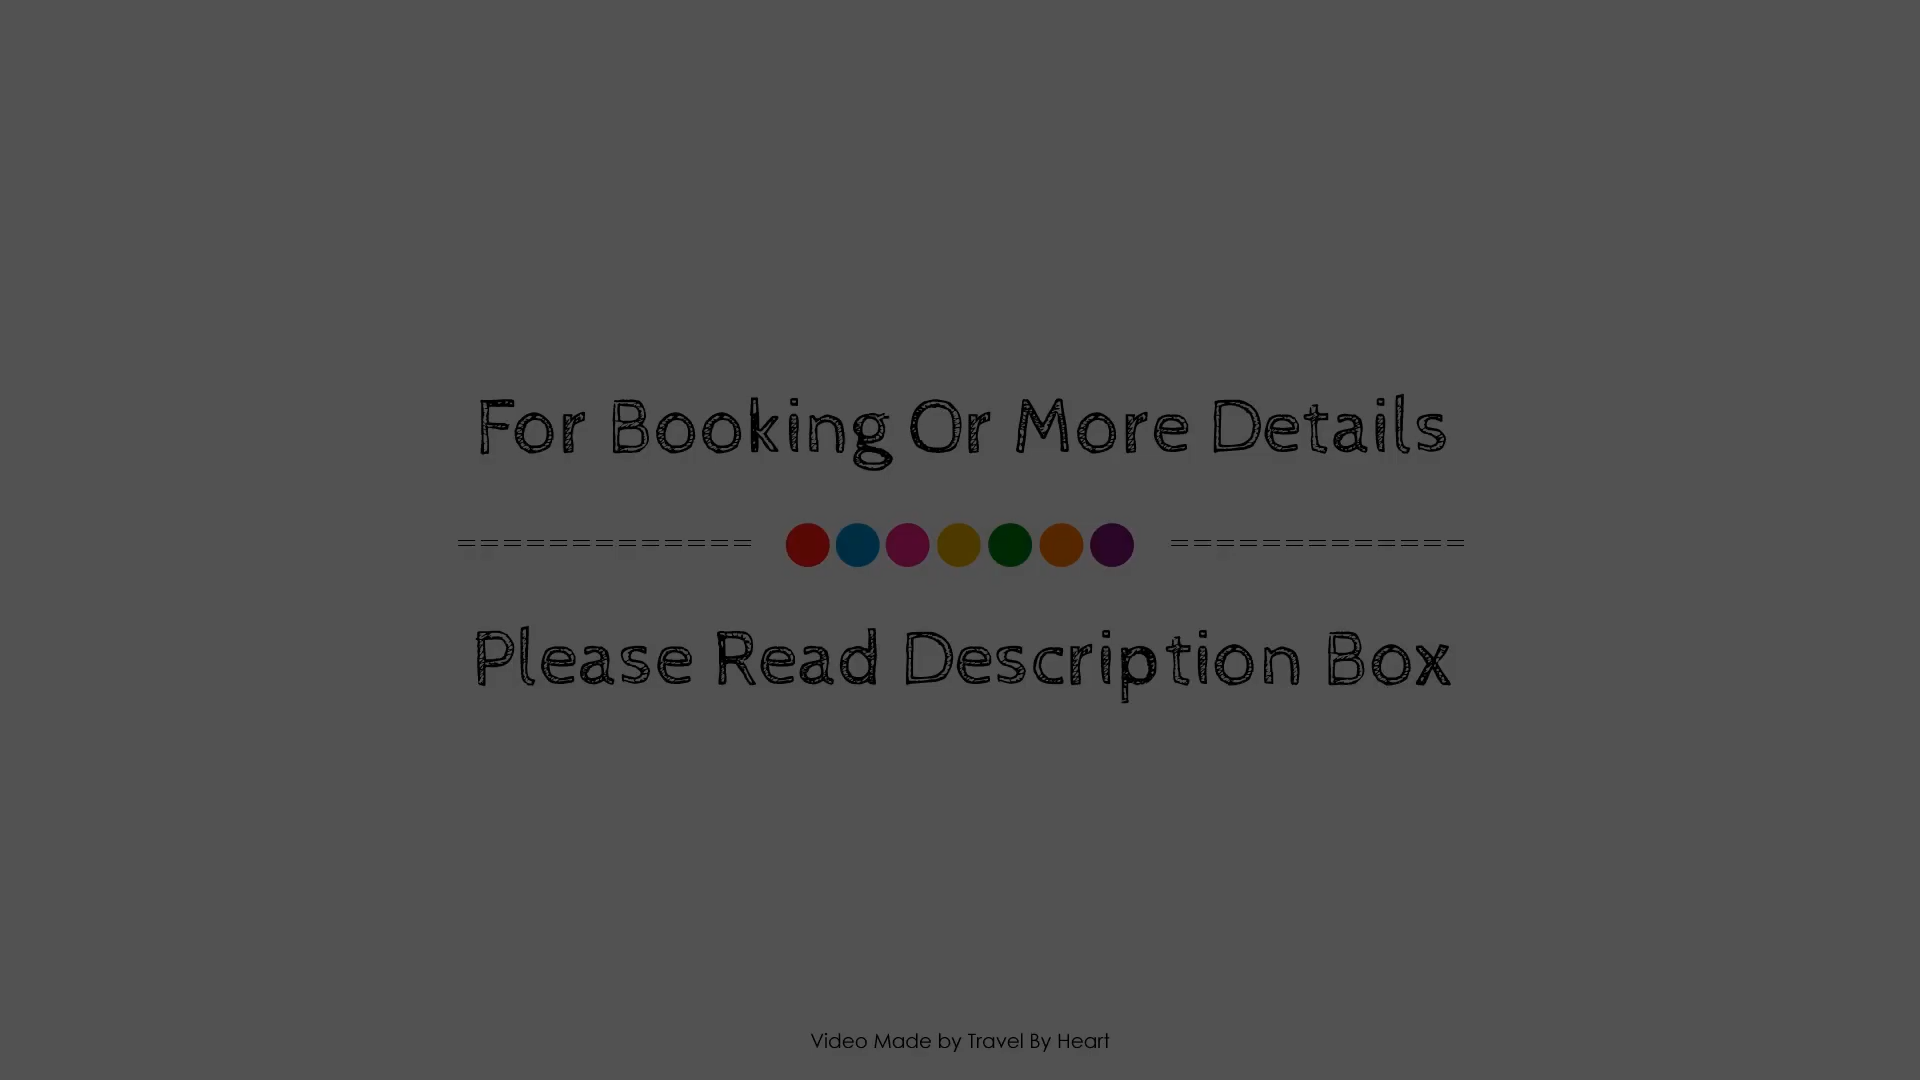 For Booking Or More Details
============= =============
Please Read Description Box
Video Made by Travel By Heart